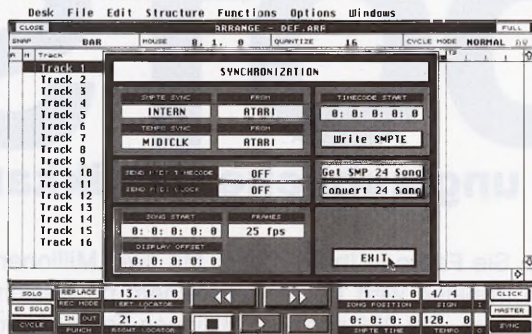 Desk File Edit Structure Functions Options Windows
CLOSE ARRANGE - DEF.ARR FULL
SNAP BAR MOUSE 0. 1. 0 QUANTIZE 16 CYCLE MODE NORMAL
M Track
Track 1
Track 2
Track 3
Track 4
Track 5
Track 6
Track 7
Track 8
Track 9
Track 10
Track 11
Track 12
Track 13
Track 14
Track 15
Track 16
SYNCHRONIZATION
SMPTE SYNC FROM
INTERN ATARI
TEMPO SYNC FROM
MIDICLK ATARI
TIMECODE START
0: 0: 0: 0
Write SMPTE
SEND MIDI TIMECODE OFF
SEND MIDI CLOCK OFF
Get SMP 24 Song
Convert 24 Song
SONG START FRAMES
0: 0: 0: 0 25 fps
DISPLAY OFFSET
0: 0: 0: 0
EXIT
SOLO REPLACE 13. 1. 0 1. 1. 0 4/ 4 CLICK
ED SOLO REC MODE LEFT LOCATOR SONG POSITION SIGN MASTER
CYCLE IN OUT 21. 1. 0 0: 0: 0: 0 120. 0 SYNC
PUNCH RIGHT LOCATOR SMPTE TIME TEMPO